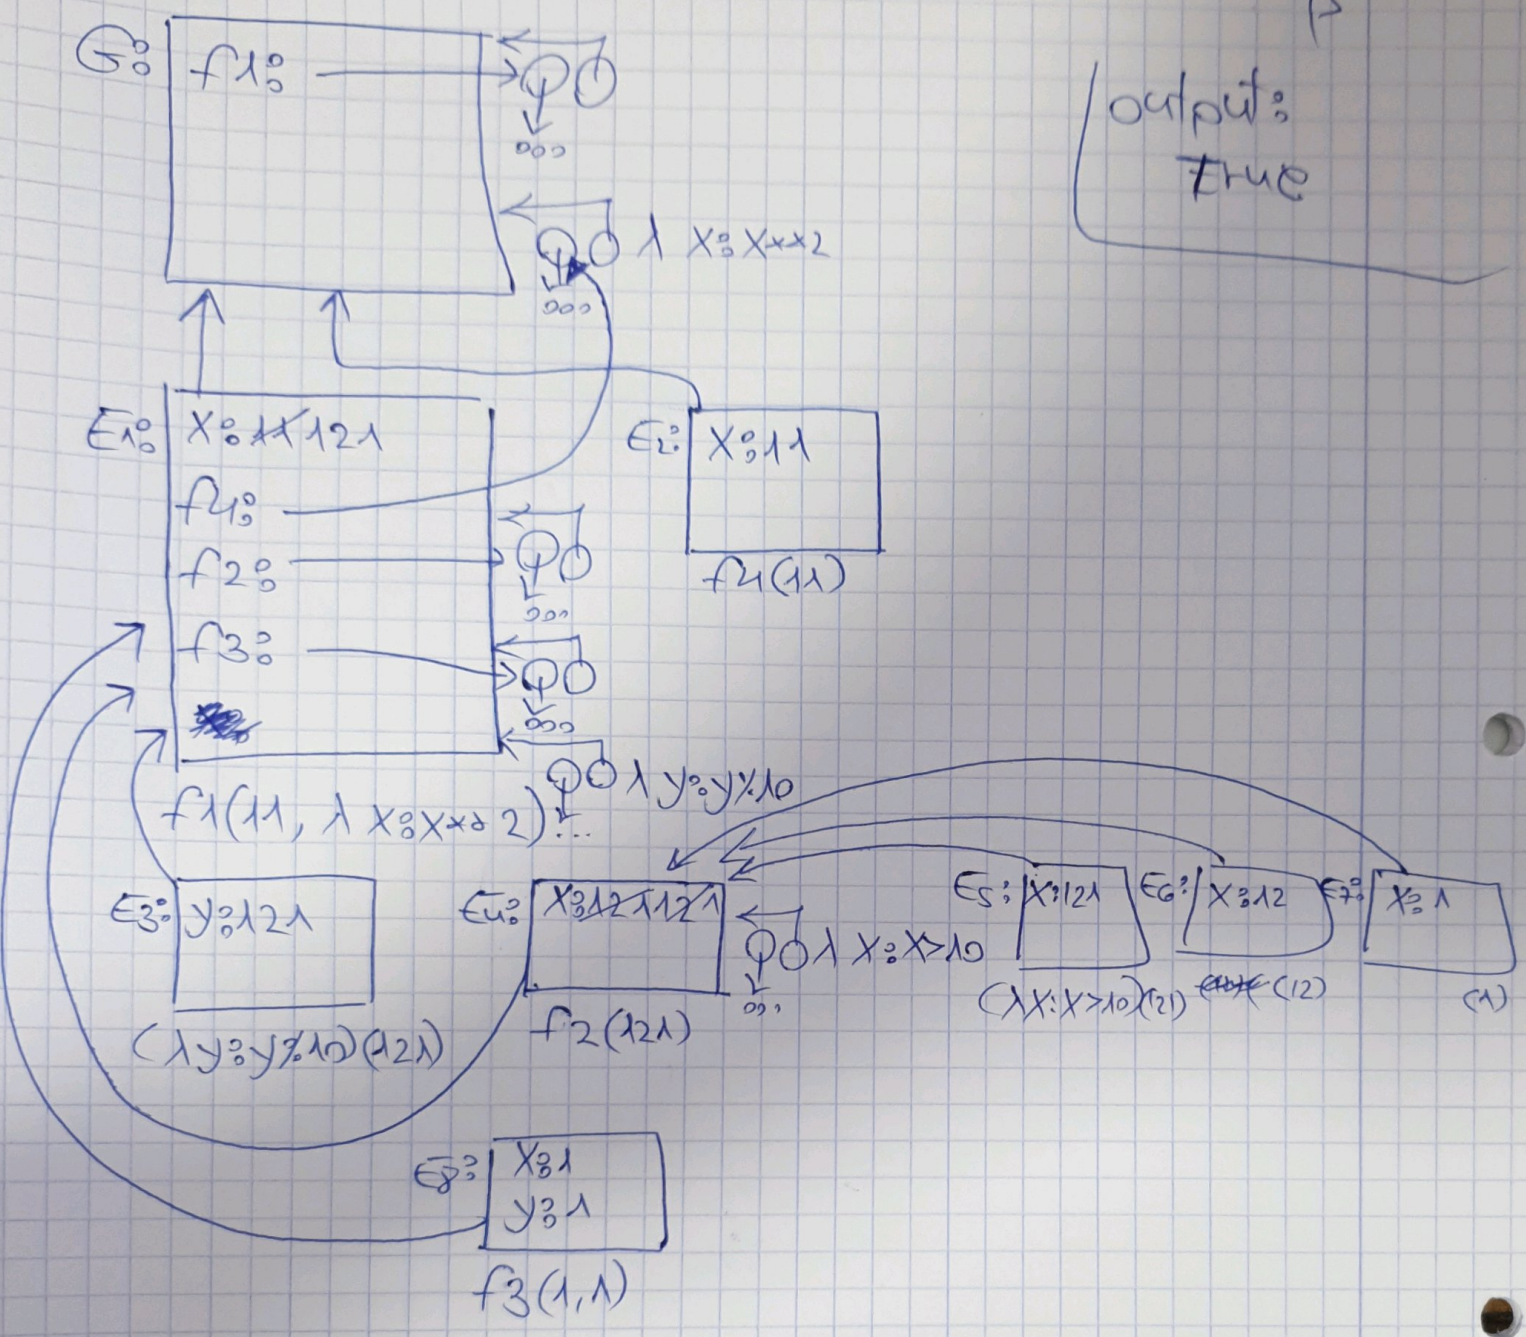 G:
f1:
output:
True
λ x:x**2
E1:
x:11 121
f4:
f2:
f3:
E2:
x:11
f4(11)
f1(11, λ x:x**2)
λ y:y%10
...
E3:
y:121
(λy:y%10)(121)
E4:
x:121 12 1
f2(121)
λ x:x>10
E5:
x:121
(λx:x>10)(121)
E6:
x:12
(12)
E7:
x:1
(1)
E8:
x:1
y:1
f3(1,1)